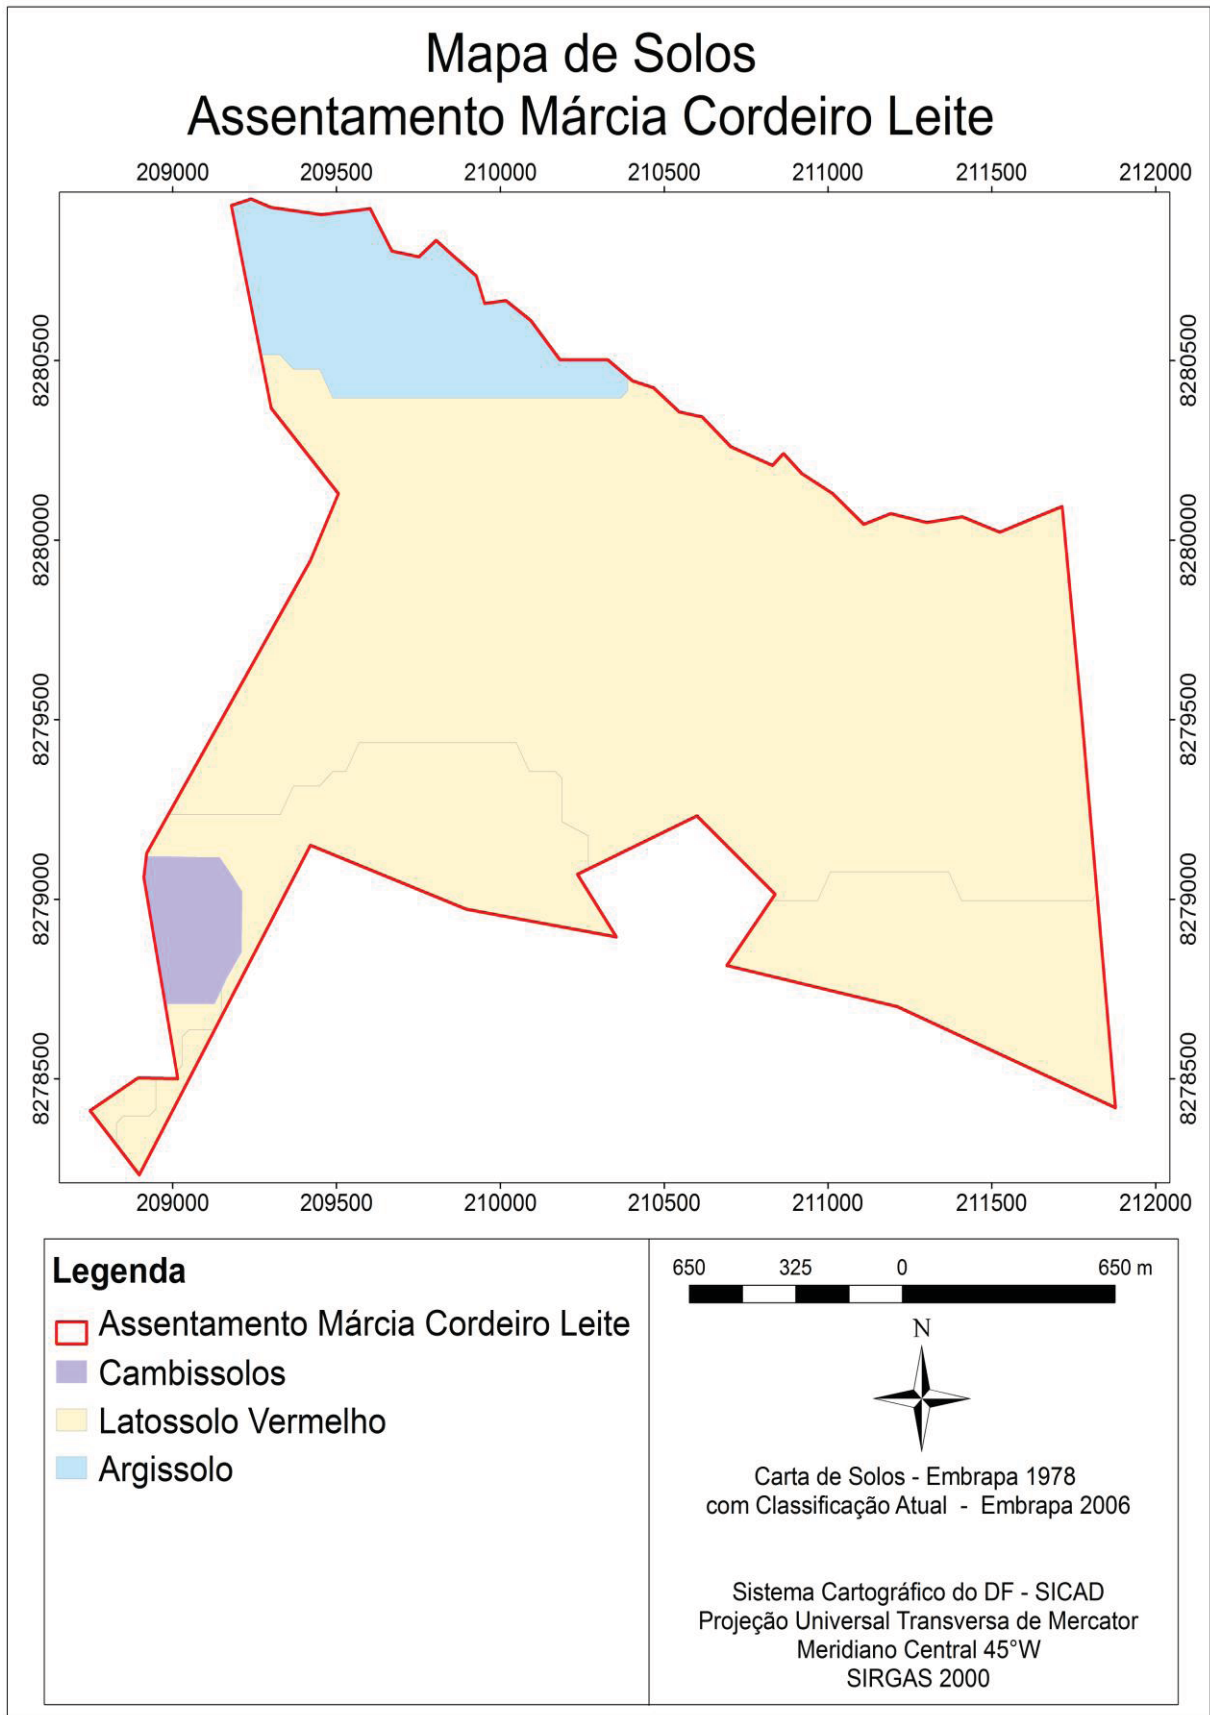 Mapa de Solos
Assentamento Márcia Cordeiro Leite
209000 209500 210000 210500 211000 211500 212000
8280500 8280500
8280000 8280000
8279500 8279500
8279000 8279000
8278500 8278500
209000 209500 210000 210500 211000 211500 212000
Legenda
Assentamento Márcia Cordeiro Leite
Cambissolos
Latossolo Vermelho
Argissolo
650 325 0 650 m
N
Carta de Solos - Embrapa 1978
com Classificação Atual - Embrapa 2006
Sistema Cartográfico do DF - SICAD
Projeção Universal Transversa de Mercator
Meridiano Central 45°W
SIRGAS 2000